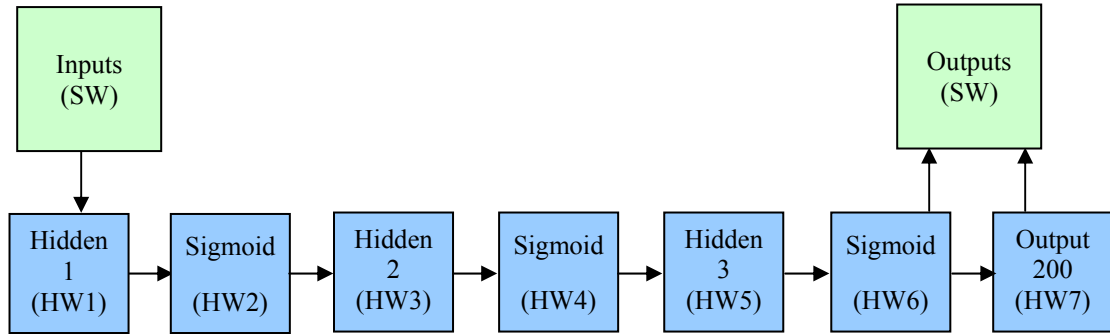 Inputs
(SW)
Outputs
(SW)
Hidden
1
(HW1)
Sigmoid
(HW2)
Hidden
2
(HW3)
Sigmoid
(HW4)
Hidden
3
(HW5)
Sigmoid
(HW6)
Output
200
(HW7)